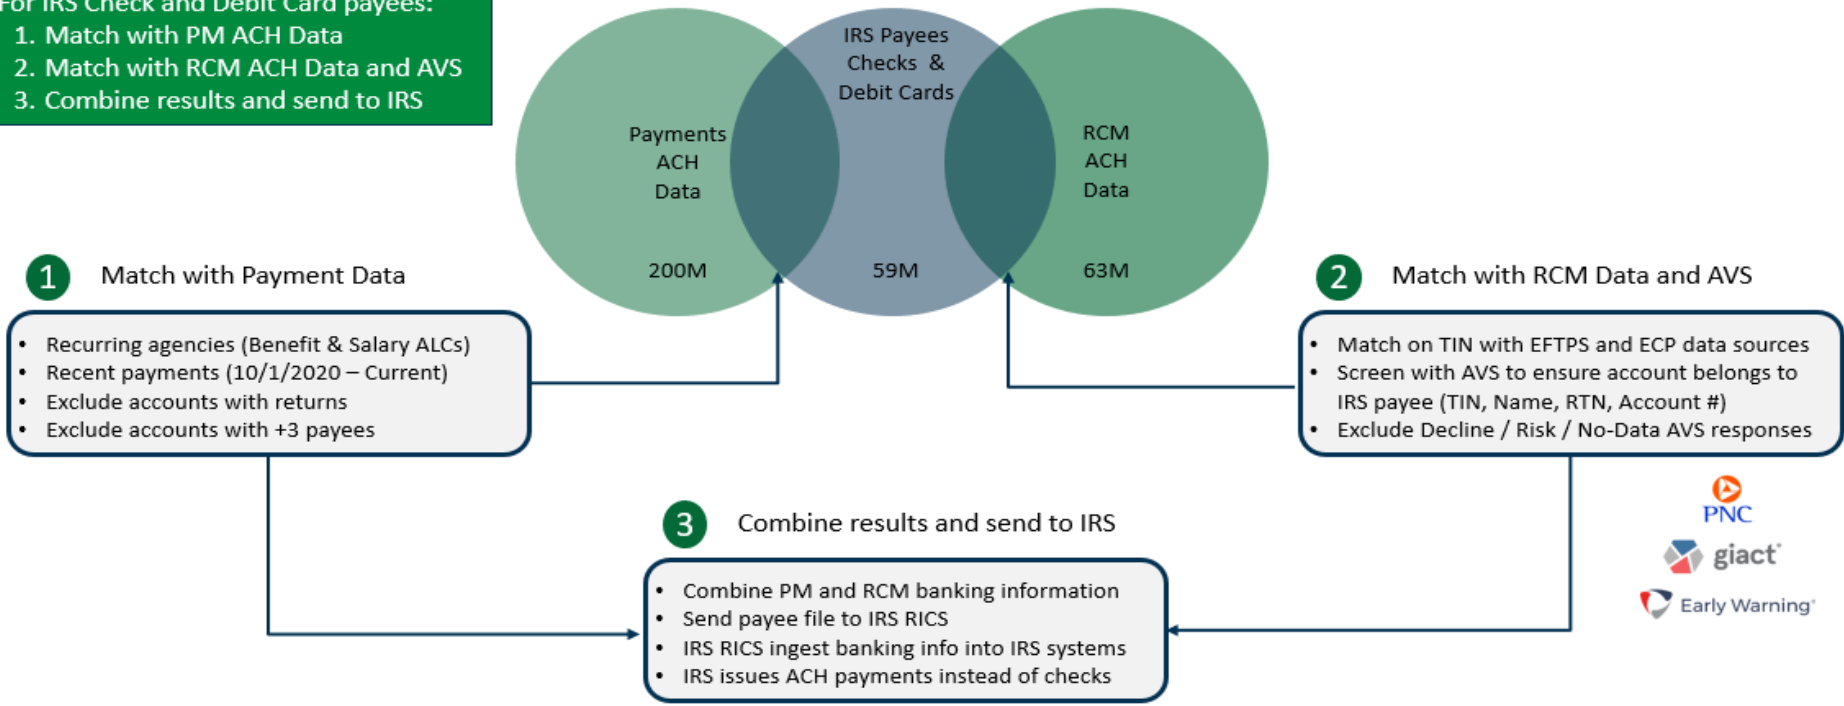 For IRS Check and Debit Card payees:
1. Match with PM ACH Data
2. Match with RCM ACH Data and AVS
3. Combine results and send to IRS
IRS Payees
Checks &
Debit Cards
Payments
ACH
Data
RCM
ACH
Data
200M
59M
63M
1 Match with Payment Data
• Recurring agencies (Benefit & Salary ALCs)
• Recent payments (10/1/2020 – Current)
• Exclude accounts with returns
• Exclude accounts with +3 payees
2 Match with RCM Data and AVS
• Match on TIN with EFTPS and ECP data sources
• Screen with AVS to ensure account belongs to
IRS payee (TIN, Name, RTN, Account #)
• Exclude Decline / Risk / No-Data AVS responses
PNC
giact
Early Warning
3 Combine results and send to IRS
• Combine PM and RCM banking information
• Send payee file to IRS RICS
• IRS RICS ingest banking info into IRS systems
• IRS issues ACH payments instead of checks